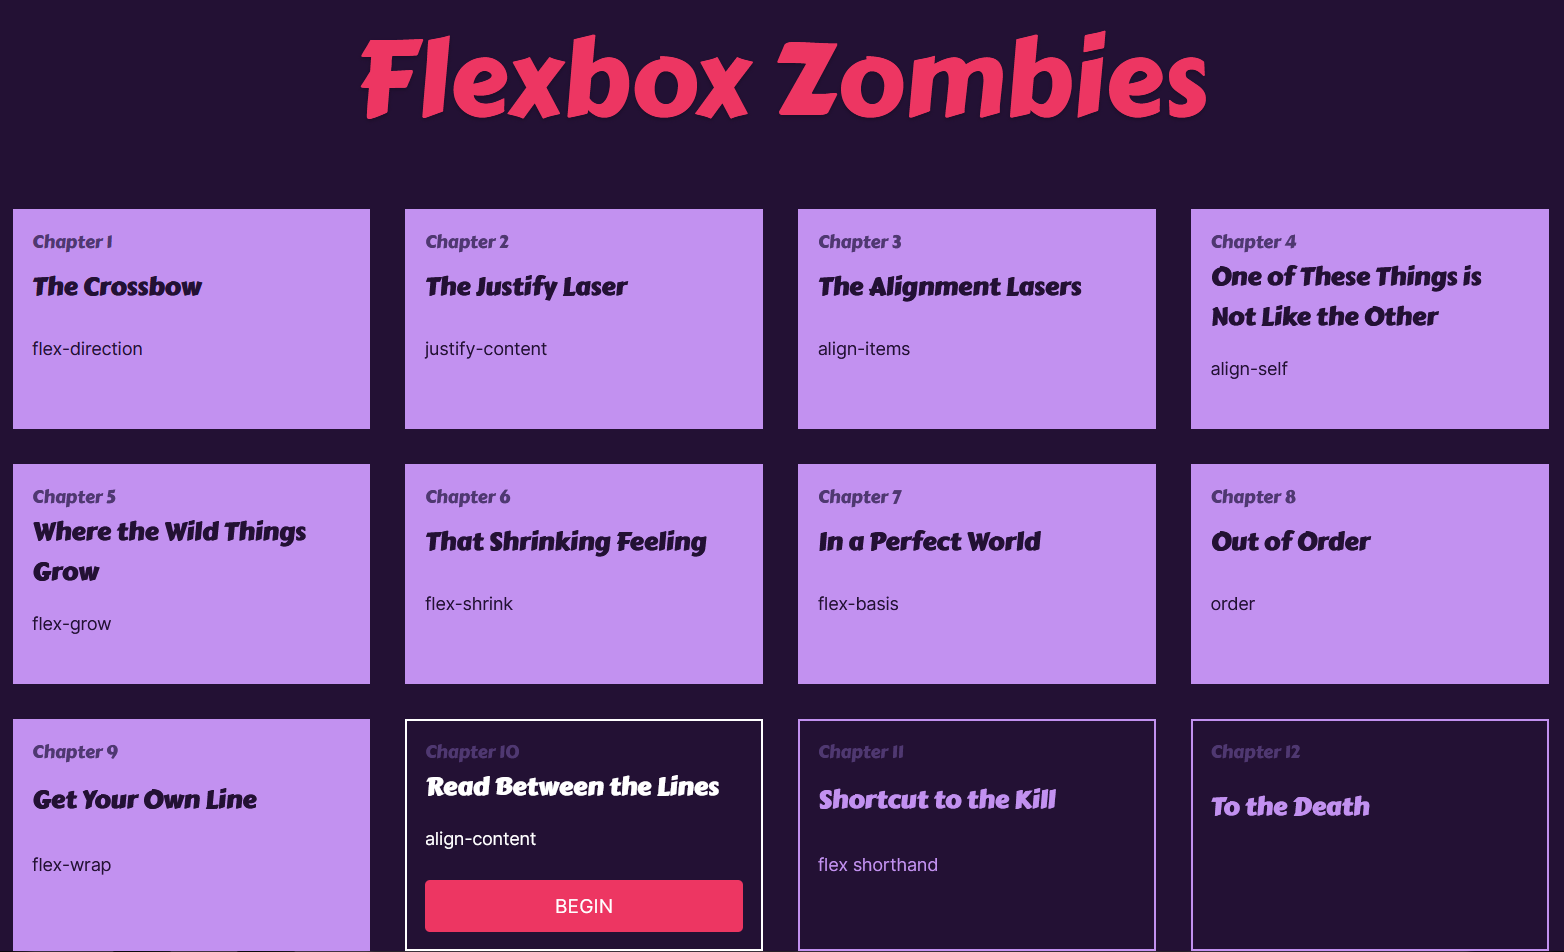 Flexbox Zombies
Chapter 1
The Crossbow
flex-direction
Chapter 2
The Justify Laser
justify-content
Chapter 3
The Alignment Lasers
align-items
Chapter 4
One of These Things is
Not Like the Other
align-self
Chapter 5
Where the Wild Things
Grow
flex-grow
Chapter 6
That Shrinking Feeling
flex-shrink
Chapter 7
In a Perfect World
flex-basis
Chapter 8
Out of Order
order
Chapter 9
Get Your Own Line
flex-wrap
Chapter 10
Read Between the Lines
align-content
BEGIN
Chapter 11
Shortcut to the Kill
flex shorthand
Chapter 12
To the Death